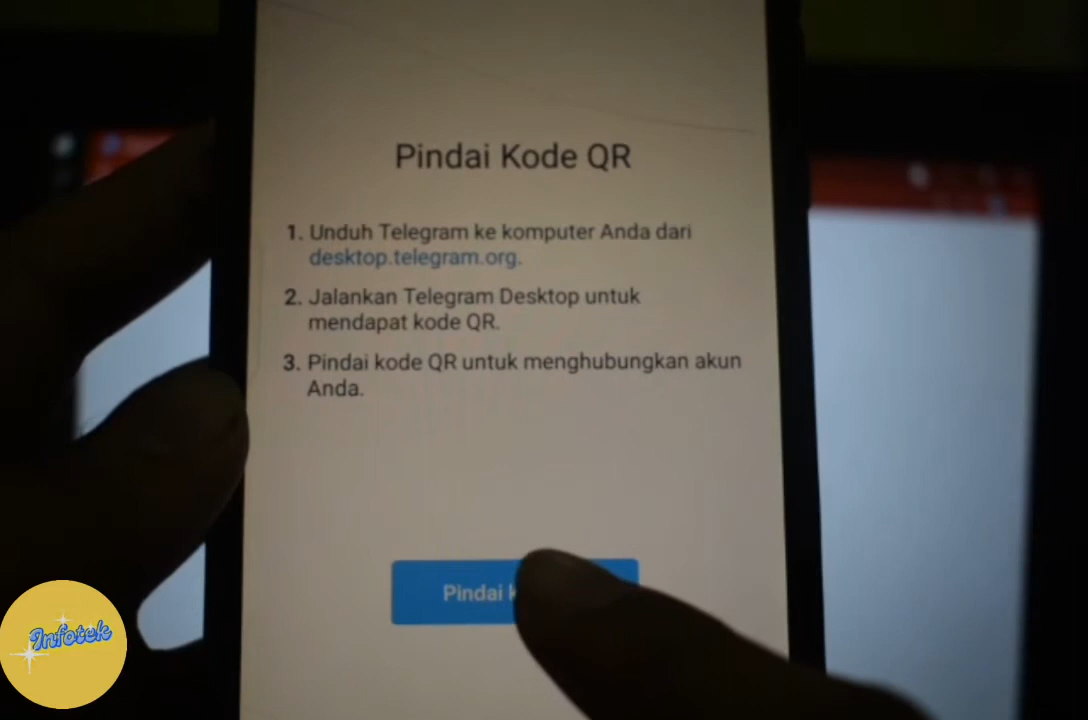 Pindai Kode QR
1. Unduh Telegram ke komputer Anda dari
desktop.telegram.org.
2. Jalankan Telegram Desktop untuk
mendapat kode QR.
3. Pindai kode QR untuk menghubungkan akun
Anda.
Pindai
Infotek